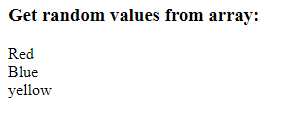 Get random values from array:
Red
Blue
yellow